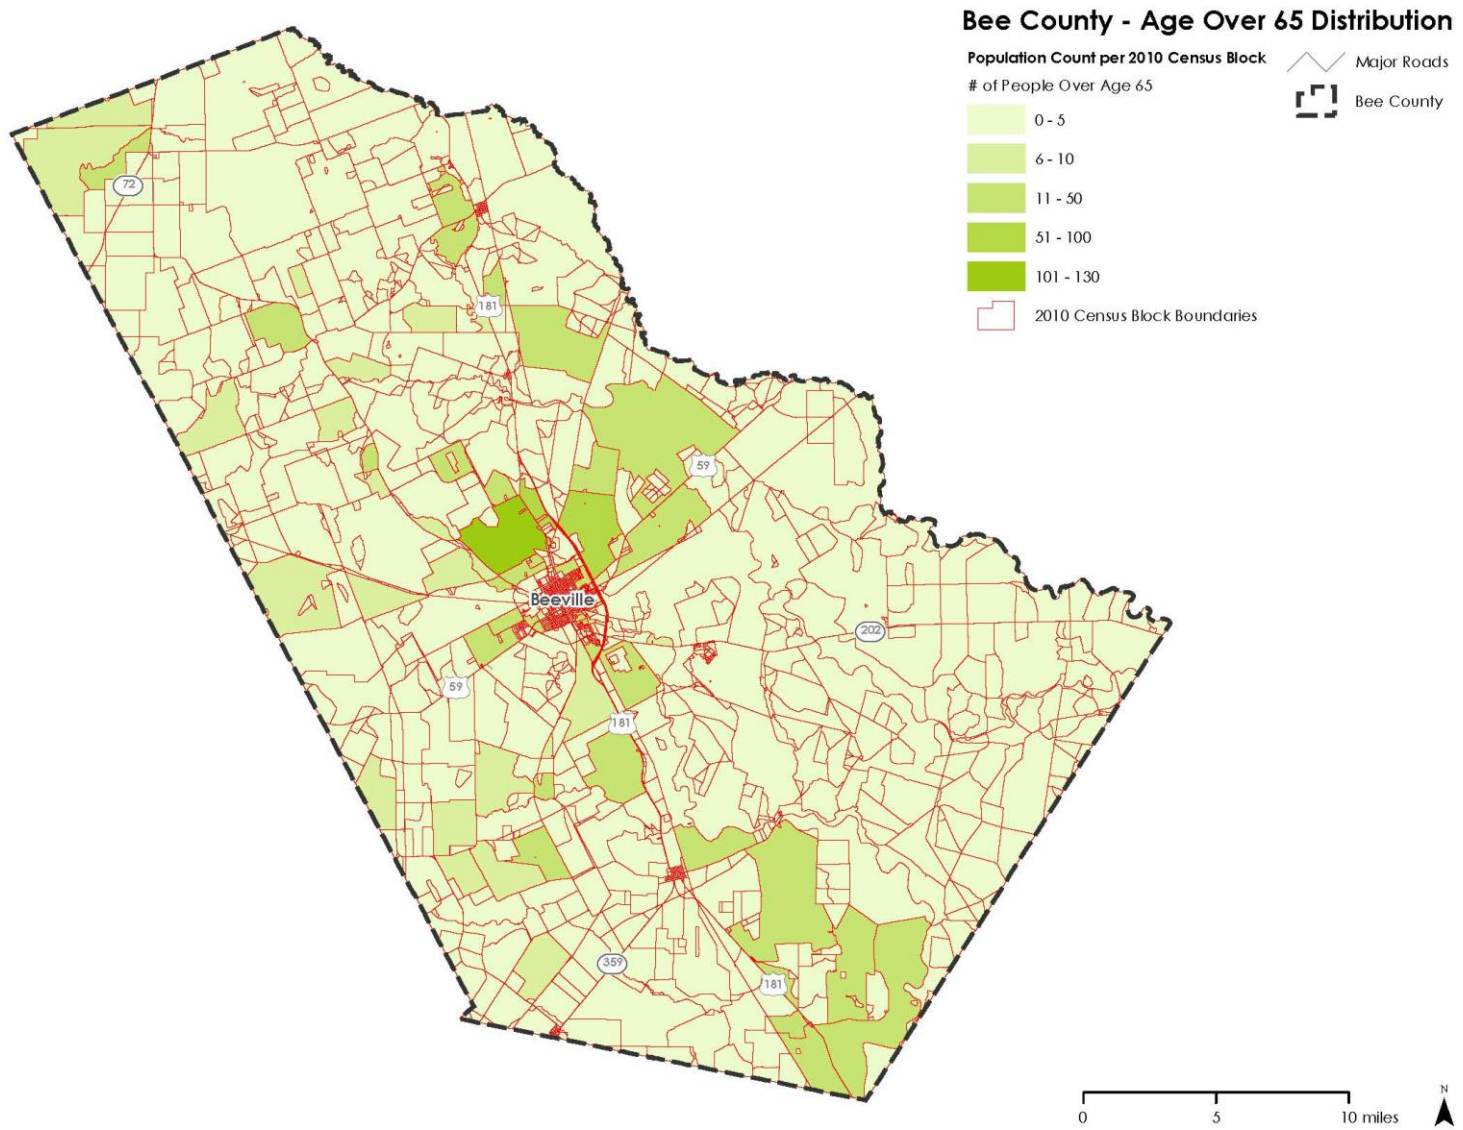 Bee County - Age Over 65 Distribution
Population Count per 2010 Census Block
# of People Over Age 65
0 - 5
6 - 10
11 - 50
51 - 100
101 - 130
2010 Census Block Boundaries
Major Roads
Bee County
72
181
59
Beeville
202
59
181
359
181
0 5 10 miles
N